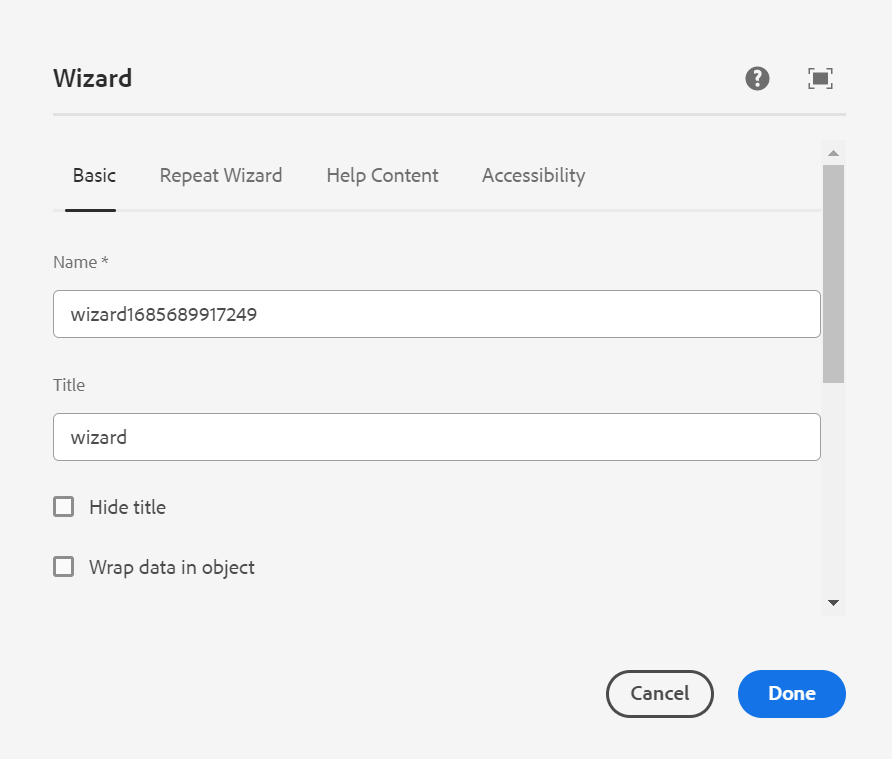 Wizard
Basic Repeat Wizard Help Content Accessibility
Name *
wizard1685689917249
Title
wizard
Hide title
Wrap data in object
Cancel Done